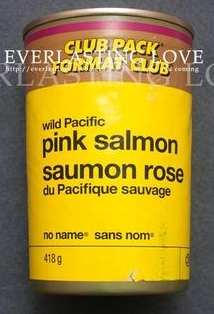 CLUB PACK
FORMAT CLUB
EVERLASTING LOVE
wild Pacific
pink salmon
saumon rose
du Pacifique sauvage
no name® sans nom®
418 g